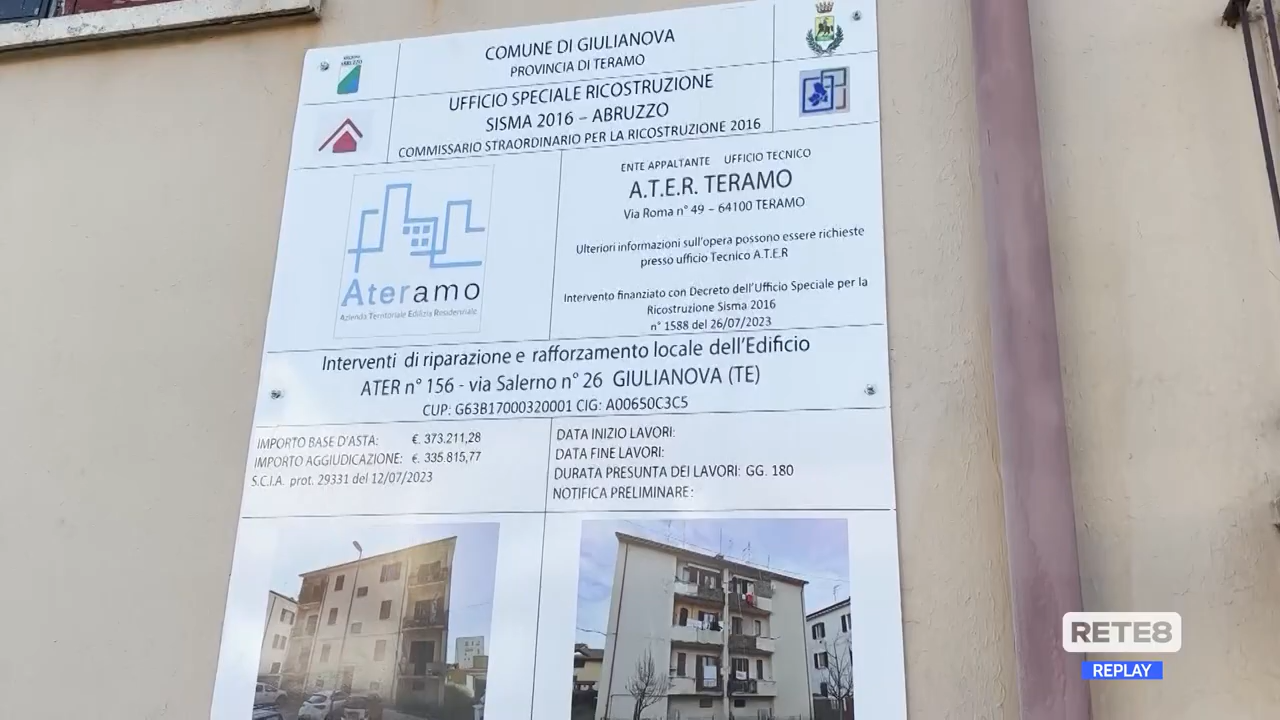 COMUNE DI GIULIANOVA
PROVINCIA DI TERAMO
UFFICIO SPECIALE RICOSTRUZIONE
SISMA 2016 – ABRUZZO
COMMISSARIO STRAORDINARIO PER LA RICOSTRUZIONE 2016
Ateramo
Azienda Territoriale Edilizia Residenziale
ENTE APPALTANTE UFFICIO TECNICO
A.T.E.R. TERAMO
Via Roma n° 49 – 64100 TERAMO
Ulteriori informazioni sull'opera possono essere richieste
presso ufficio Tecnico A.T.E.R
Intervento finanziato con Decreto dell'Ufficio Speciale per la
Ricostruzione Sisma 2016
n° 1588 del 26/07/2023
Interventi di riparazione e rafforzamento locale dell'Edificio
ATER n° 156 - via Salerno n° 26 GIULIANOVA (TE)
CUP: G63B17000320001 CIG: A00650C3C5
IMPORTO BASE D'ASTA: €. 373.211,28
IMPORTO AGGIUDICAZIONE: €. 335.815,77
S.C.I.A. prot. 29331 del 12/07/2023
DATA INIZIO LAVORI:
DATA FINE LAVORI:
DURATA PRESUNTA DEI LAVORI: GG. 180
NOTIFICA PRELIMINARE:
RETE8
REPLAY